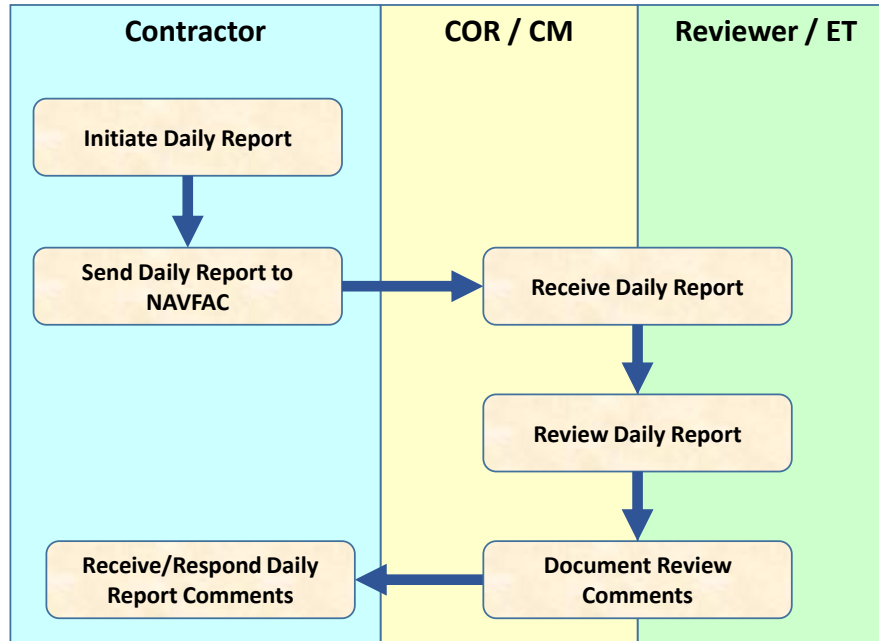 Contractor
COR / CM
Reviewer / ET
Initiate Daily Report
Send Daily Report to
NAVFAC
Receive Daily Report
Review Daily Report
Receive/Respond Daily
Report Comments
Document Review
Comments